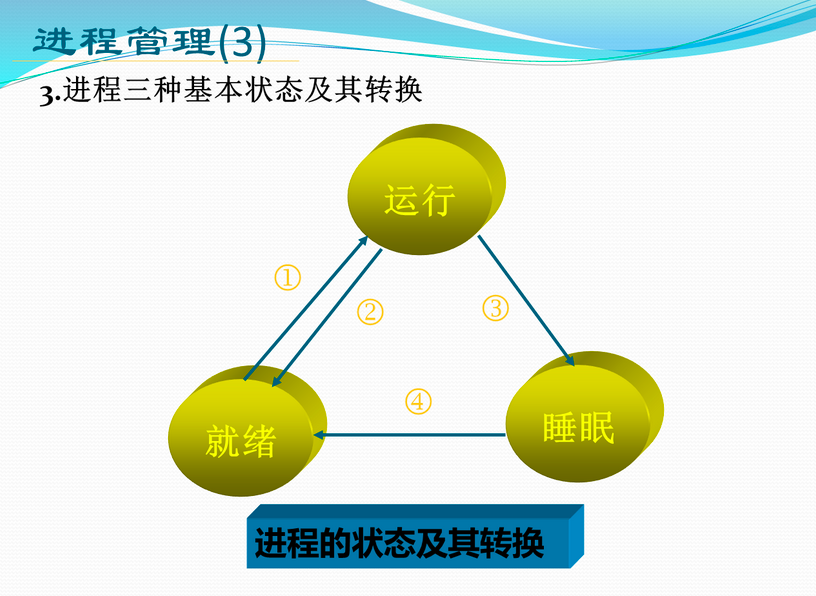 进程管理(3)
3.进程三种基本状态及其转换
运行
①
②
③
④
就绪
睡眠
进程的状态及其转换